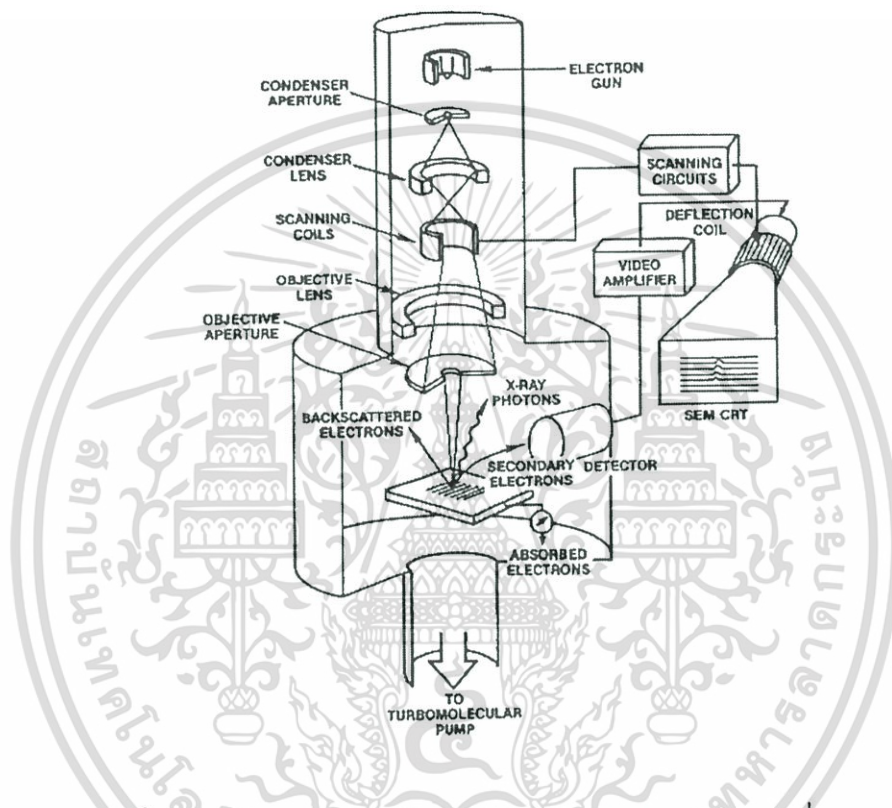 ELECTRON
GUN
CONDENSER
APERTURE
CONDENSER
LENS
SCANNING
CIRCUITS
SCANNING
COILS
DEFLECTION
COIL
VIDEO
AMPLIFIER
OBJECTIVE
LENS
OBJECTIVE
APERTURE
X-RAY
PHOTONS
BACKSCATTERED
ELECTRONS
SEM CRT
SECONDARY
ELECTRONS
DETECTOR
ABSORBED
ELECTRONS
TO
TURBOMOLECULAR
PUMP